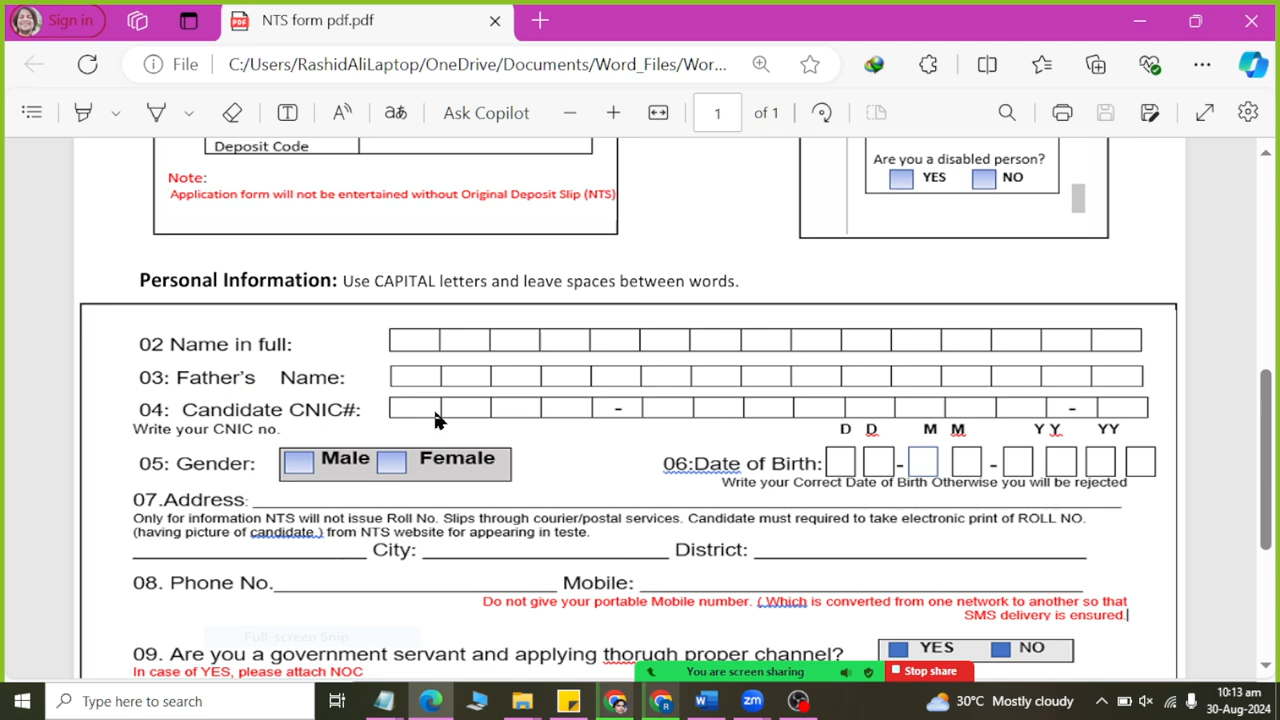 Sign in
NTS form pdf.pdf
File
C:/Users/RashidAliLaptop/OneDrive/Documents/Word_Files/Wor...
Ask Copilot
1
of 1
Deposit Code
Note:
Application form will not be entertained without Original Deposit Slip (NTS)
Are you a disabled person?
YES NO
Personal Information: Use CAPITAL letters and leave spaces between words.
02 Name in full:
03: Father's Name:
04: Candidate CNIC#: - -
Write your CNIC no.
D D M M Y Y YY
05: Gender: Male Female
06:Date of Birth: - -
Write your Correct Date of Birth Otherwise you will be rejected
07.Address:
Only for information NTS will not issue Roll No. Slips through courier/postal services. Candidate must required to take electronic print of ROLL NO.
(having picture of candidate ) from NTS website for appearing in teste.
City: District:
08. Phone No. Mobile:
Do not give your portable Mobile number. ( Which is converted from one network to another so that
SMS delivery is ensured.
Full-screen Snip
09. Are you a government servant and applying thorugh proper channel?
YES NO
In case of YES, please attach NOC
You are screen sharing
Stop share
Type here to search
30°C Mostly cloudy
10:13 am
30-Aug-2024